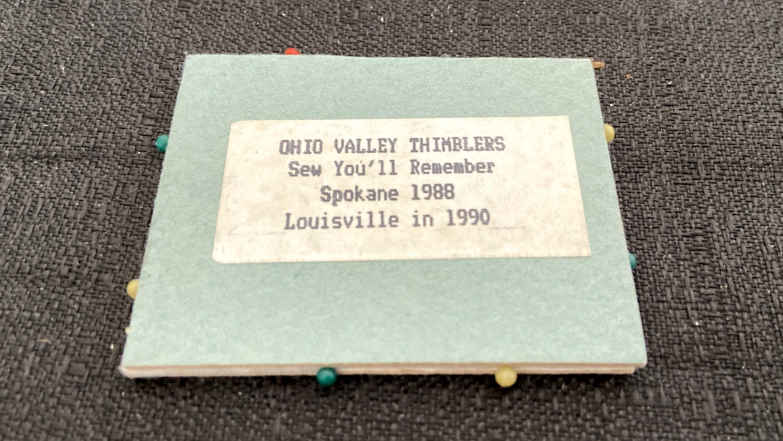 OHIO VALLEY THIMBLERS
Sew You'll Remember
Spokane 1988
Louisville in 1990